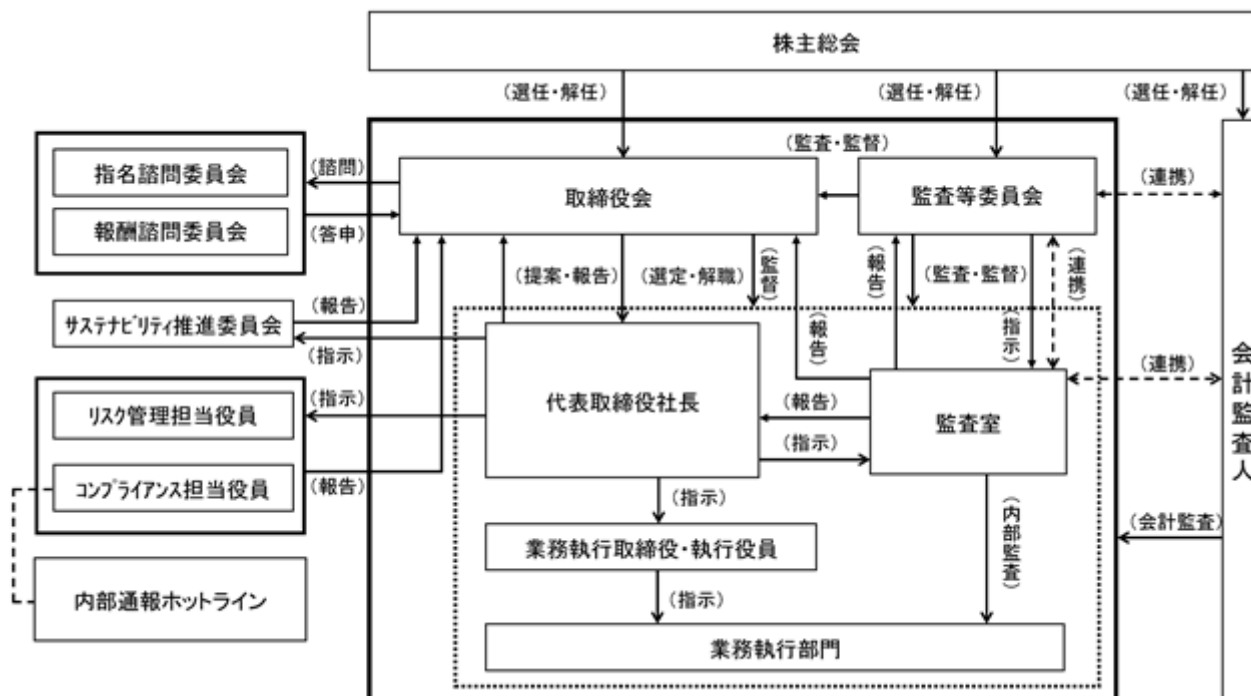 株主総会
(選任・解任)
(選任・解任)
(選任・解任)
指名諮問委員会
報酬諮問委員会
(諮問)
(答申)
取締役会
(監査・監督)
監査等委員会
(連携)
(提案・報告)
(選定・解職)
(監督)
(報告)
(報告)
(監査・監督)
(指示)
(連携)
サステナビリティ推進委員会
(報告)
(指示)
代表取締役社長
監査室
(連携)
会計監査人
リスク管理担当役員
コンプライアンス担当役員
(指示)
(報告)
(報告)
(指示)
(指示)
業務執行取締役・執行役員
(内部監査)
(会計監査)
内部通報ホットライン
(指示)
業務執行部門